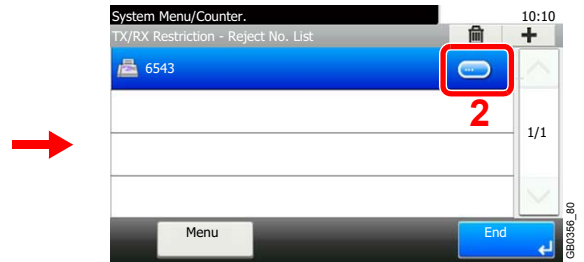 System Menu/Counter. 10:10
TX/RX Restriction - Reject No. List
6543
2
1/1
Menu
End
GB0356_80